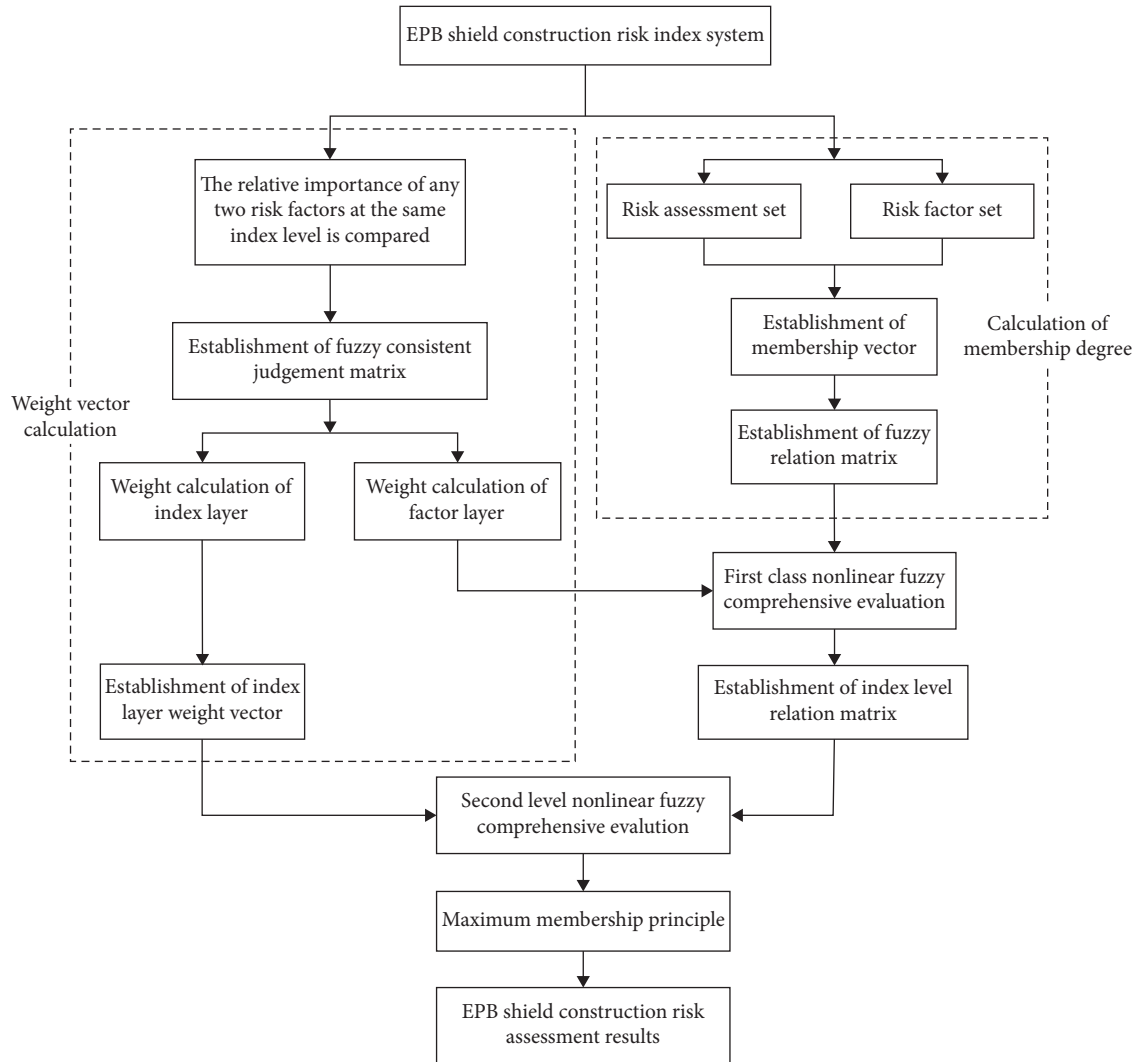 EPB shield construction risk index system
The relative importance of any
two risk factors at the same
index level is compared
Risk assessment set
Risk factor set
Establishment of
membership vector
Calculation of
membership degree
Establishment of fuzzy consistent
judgement matrix
Weight vector
calculation
Establishment of fuzzy
relation matrix
Weight calculation of
index layer
Weight calculation of
factor layer
First class nonlinear fuzzy
comprehensive evaluation
Establishment of index
layer weight vector
Establishment of index level
relation matrix
Second level nonlinear fuzzy
comprehensive evalution
Maximum membership principle
EPB shield construction risk
assessment results